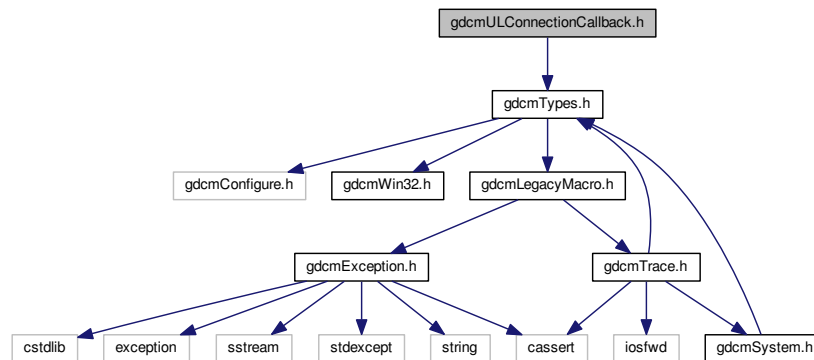 gdcmULConnectionCallback.h
gdcmTypes.h
gdcmConfigure.h
gdcmWin32.h
gdcmLegacyMacro.h
gdcmException.h
gdcmTrace.h
cstdlib
exception
sstream
stdexcept
string
cassert
iosfwd
gdcmSystem.h